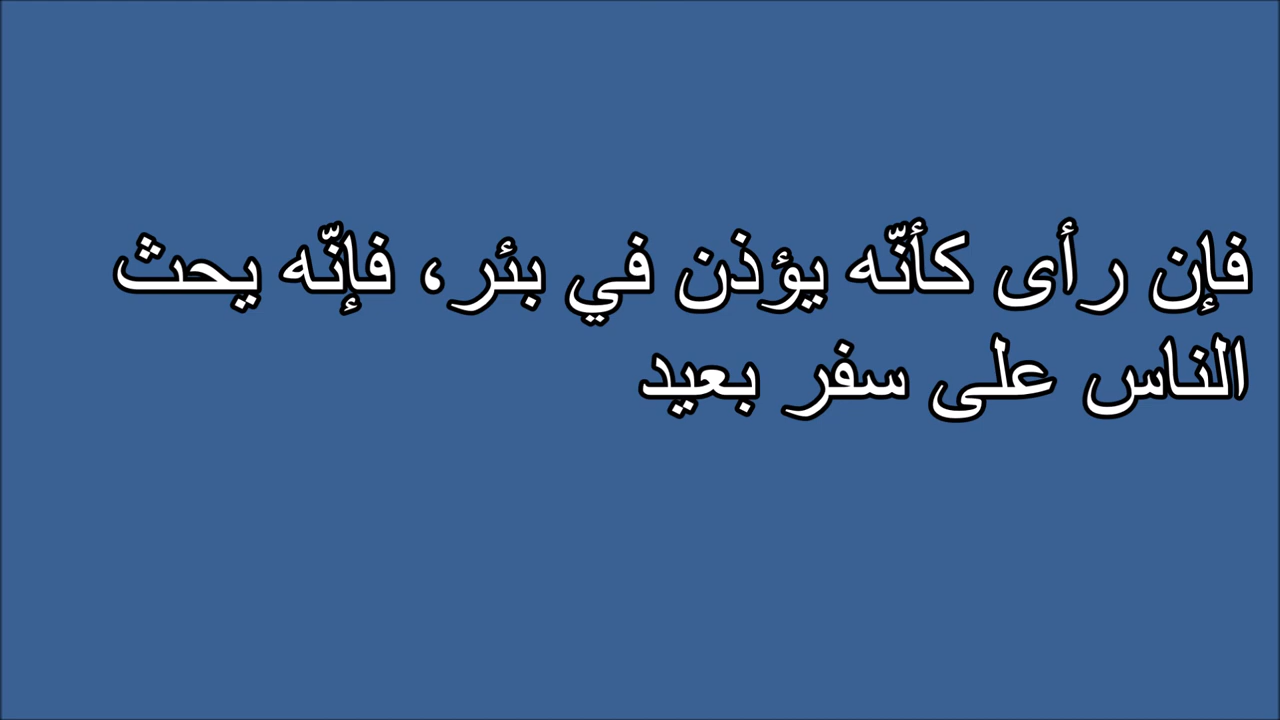 فإن رأى كأنّه يؤذن في بئر، فإنّه يحث
الناس على سفر بعيد